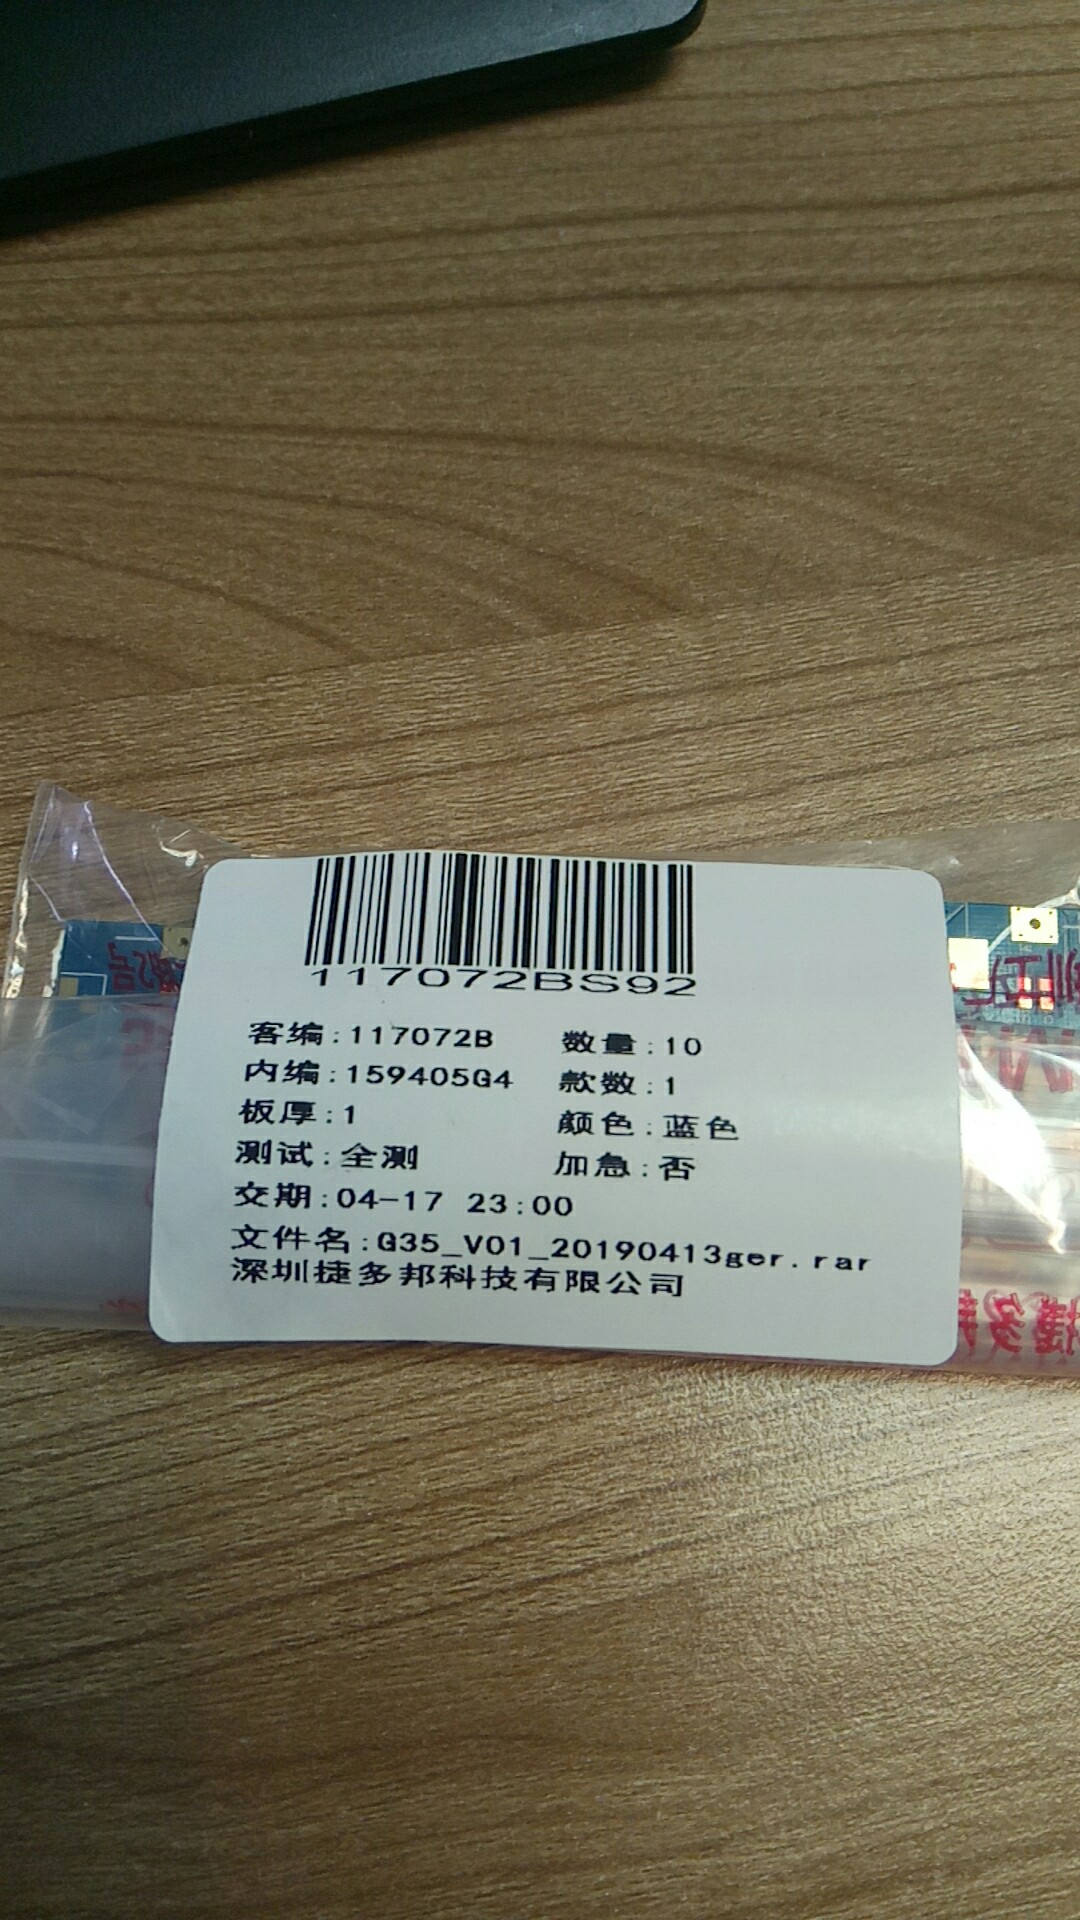 117072BS92
客编:117072B 数量:10
内编:159405G4 款数:1
板厚:1 颜色:蓝色
测试:全测 加急:否
交期:04-17 23:00
文件名:G35_V01_20190413ger.rar
深圳捷多邦科技有限公司
捷多